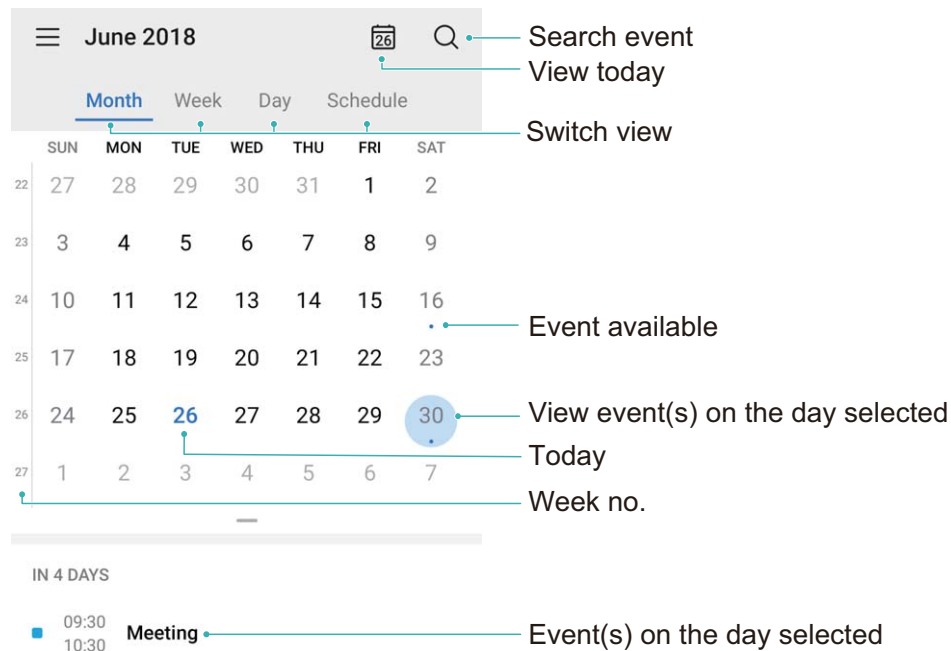 June 2018 26 Search event
View today
Month Week Day Schedule
Switch view
SUN MON TUE WED THU FRI SAT
22 27 28 29 30 31 1 2
23 3 4 5 6 7 8 9
24 10 11 12 13 14 15 16
Event available
25 17 18 19 20 21 22 23
26 24 25 26 27 28 29 30 View event(s) on the day selected
Today
27 1 2 3 4 5 6 7
Week no.
IN 4 DAYS
09:30
Meeting Event(s) on the day selected
10:30